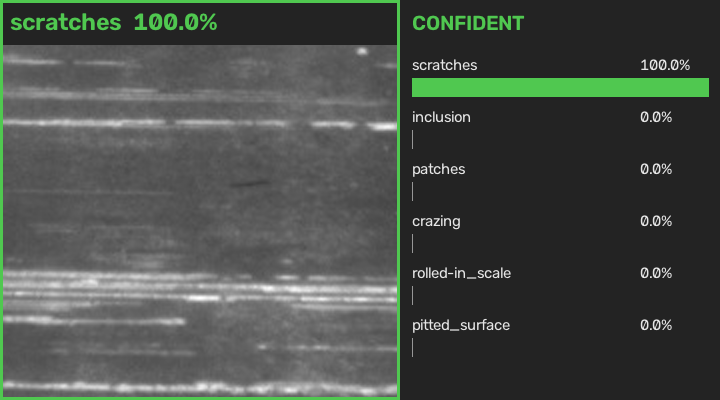 scratches 100.0%
CONFIDENT
scratches 100.0%
inclusion 0.0%
patches 0.0%
crazing 0.0%
rolled-in_scale 0.0%
pitted_surface 0.0%